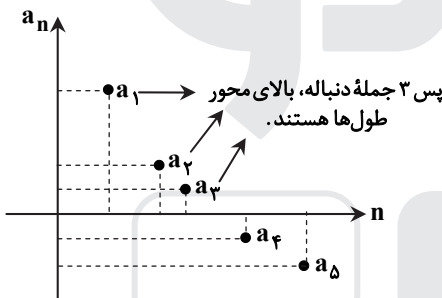 aₙ
a₁
پس ۳ جملهٔ دنباله، بالای محور
طول‌ها هستند.
a₂
a₃
n
a₄
a₅